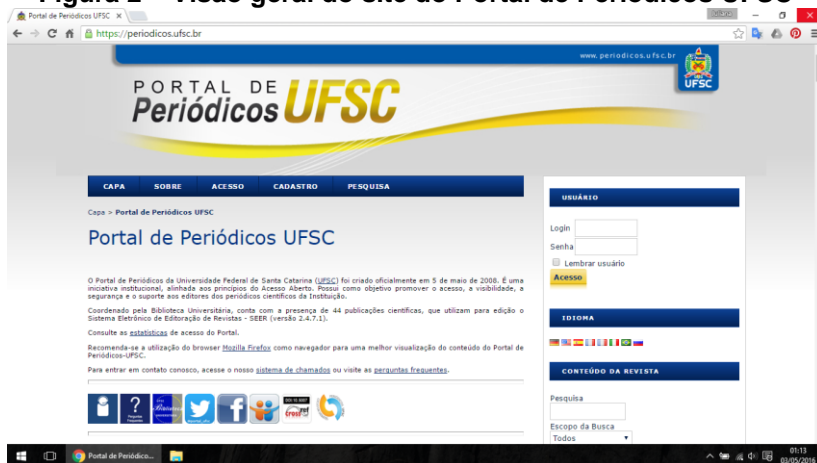 Figura 2 – Visão geral do site do Portal de Periódicos UFSC
Portal de Periódicos UFSC
https://periodicos.ufsc.br
www.periodicos.ufsc.br
UFSC
PORTAL DE
Periódicos UFSC
CAPA SOBRE ACESSO CADASTRO PESQUISA
Capa > Portal de Periódicos UFSC
Portal de Periódicos UFSC
O Portal de Periódicos da Universidade Federal de Santa Catarina (UFSC) foi criado oficialmente em 5 de maio de 2008. É uma
iniciativa institucional, alinhada aos princípios do Acesso Aberto. Possui como objetivo promover o acesso, a visibilidade, a
segurança e o suporte aos editores dos periódicos científicos da Instituição.
Coordenado pela Biblioteca Universitária, conta com a presença de 44 publicações científicas, que utilizam para edição o
Sistema Eletrônico de Editoração de Revistas - SEER (versão 2.4.7.1).
Consulte as estatísticas de acesso do Portal.
Recomenda-se a utilização do browser Mozilla Firefox como navegador para uma melhor visualização do conteúdo do Portal de
Periódicos-UFSC.
Para entrar em contato conosco, acesse o nosso sistema de chamados ou visite as perguntas frequentes.
crossref
USUÁRIO
Login
Senha
Lembrar usuário
Acesso
IDIOMA
CONTEÚDO DA REVISTA
Pesquisa
Escopo da Busca
Todos
Portal de Periódico...
01:13
03/05/2016